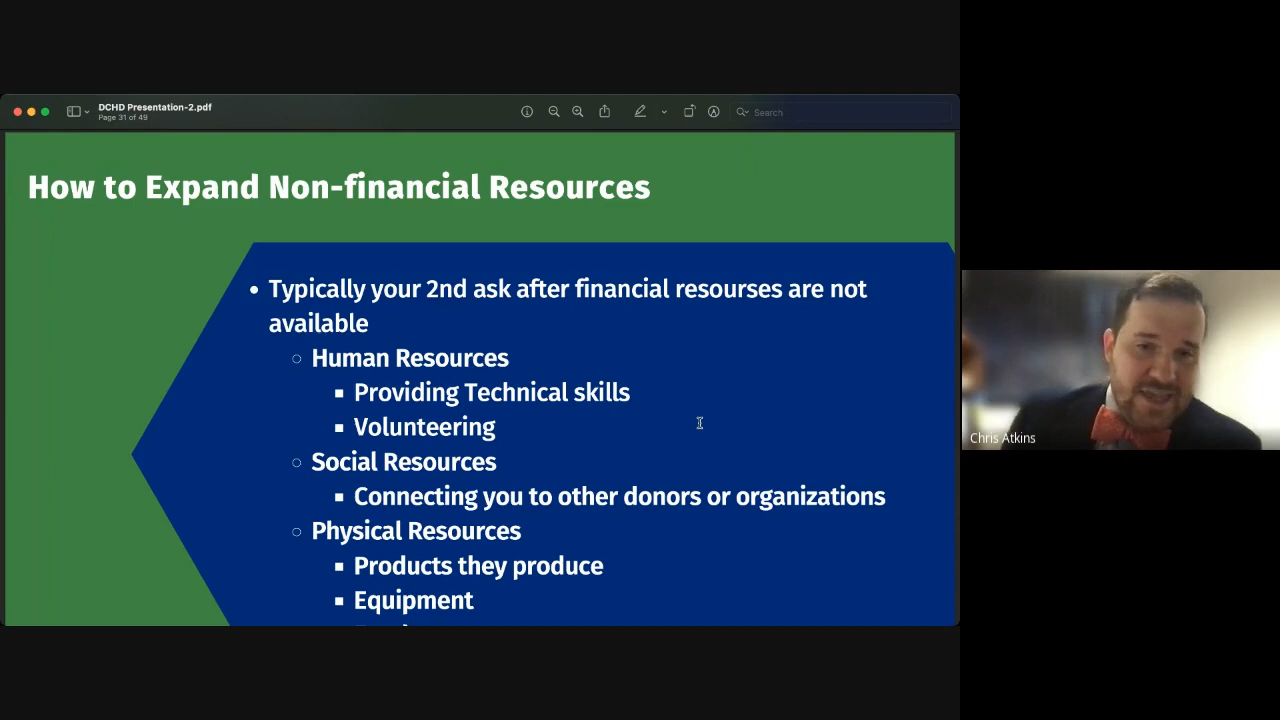 DCHD Presentation-2.pdf
Page 31 of 49
Search
How to Expand Non-financial Resources
• Typically your 2nd ask after financial resourses are not
available
○ Human Resources
▪ Providing Technical skills
▪ Volunteering
○ Social Resources
▪ Connecting you to other donors or organizations
○ Physical Resources
▪ Products they produce
▪ Equipment
Chris Atkins